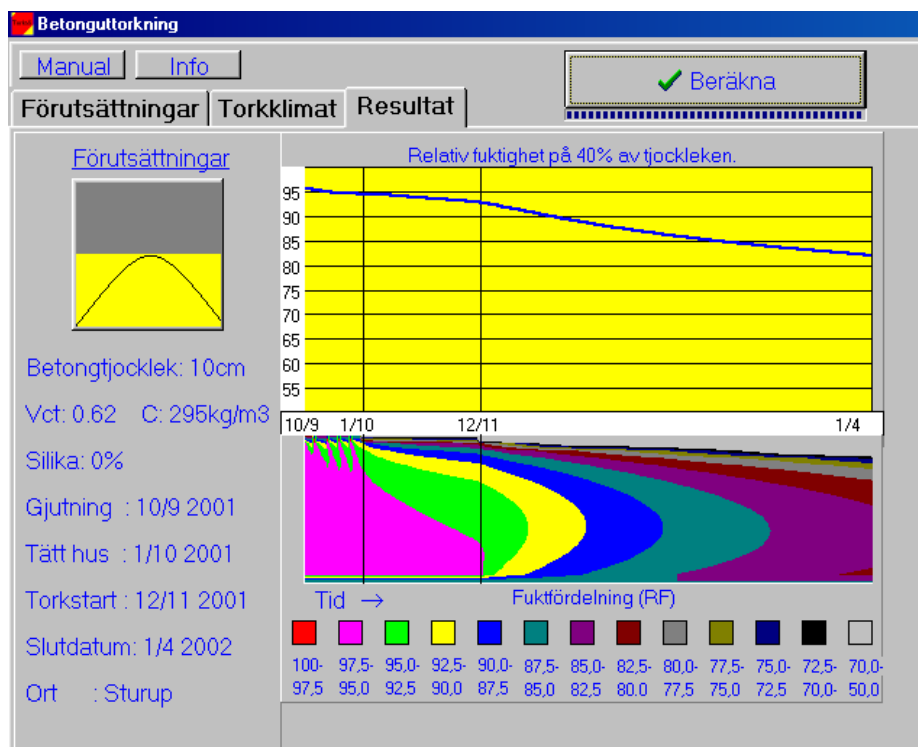 Betonguttorkning
Manual Info
Beräkna
Förutsättningar Torkklimat Resultat
Förutsättningar
Betongtjocklek: 10cm
Vct: 0.62 C: 295kg/m3
Silika: 0%
Gjutning : 10/9 2001
Tätt hus : 1/10 2001
Torkstart : 12/11 2001
Slutdatum: 1/4 2002
Ort : Sturup
Relativ fuktighet på 40% av tjockleken.
95
90
85
80
75
70
65
60
55
10/9 1/10 12/11 1/4
Tid → Fuktfördelning (RF)
100- 97,5- 95,0- 92,5- 90,0- 87,5- 85,0- 82,5- 80,0- 77,5- 75,0- 72,5- 70,0-
97,5 95,0 92,5 90,0 87,5 85,0 82,5 80.0 77,5 75,0 72,5 70,0- 50,0